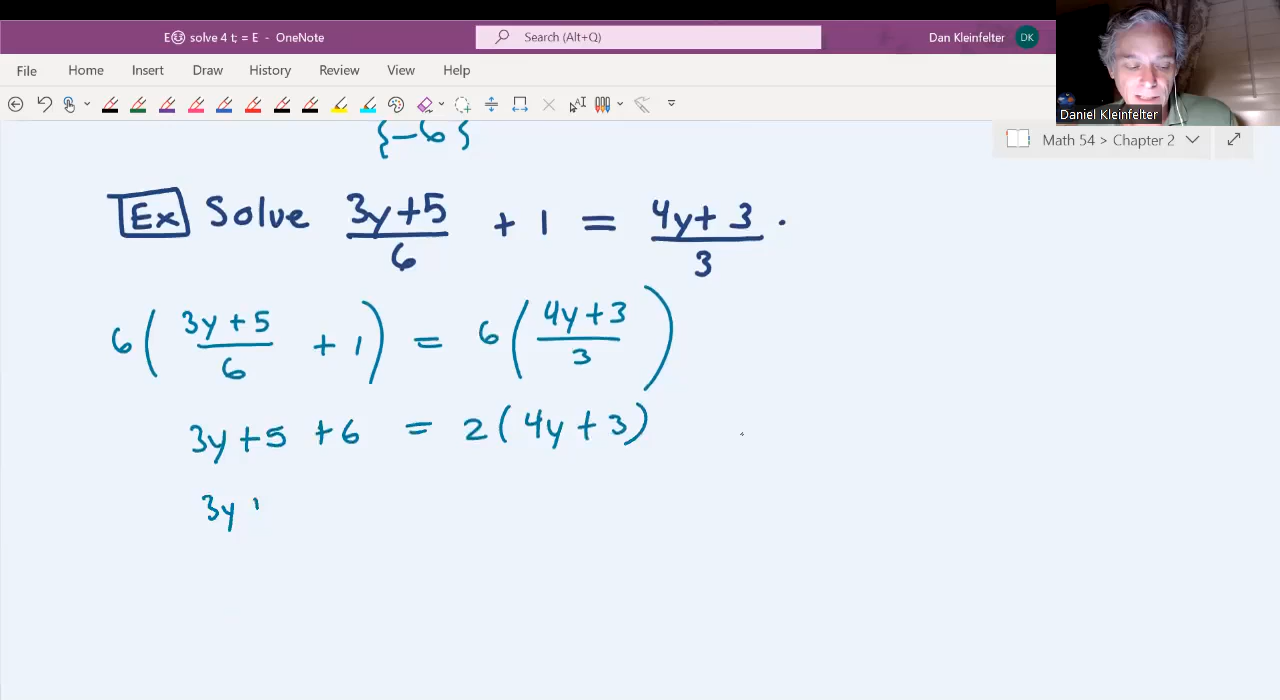 E😊 solve 4 t; = E - OneNote
Search (Alt+Q)
Dan Kleinfelter DK
File Home Insert Draw History Review View Help
Daniel Kleinfelter
Math 54 > Chapter 2
{-6}
Ex Solve (3y+5)/6 + 1 = (4y+3)/3.
6((3y+5)/6 + 1) = 6((4y+3)/3)
3y+5+6 = 2(4y+3)
3y